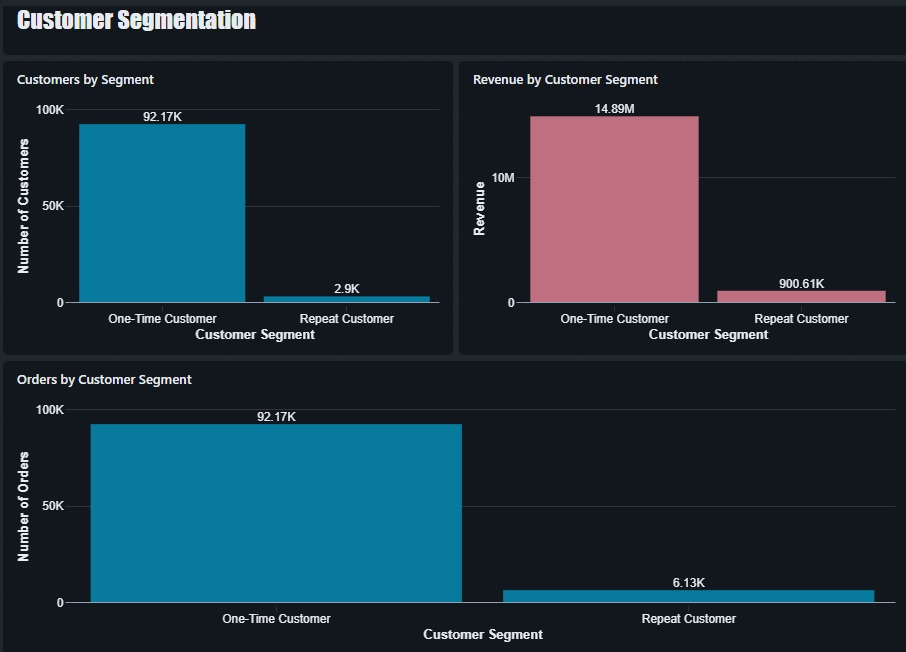 Customer Segmentation
Customers by Segment
100K
92.17K
50K
2.9K
0
Number of Customers
One-Time Customer Repeat Customer
Customer Segment
Revenue by Customer Segment
14.89M
10M
900.61K
0
Revenue
One-Time Customer Repeat Customer
Customer Segment
Orders by Customer Segment
100K
92.17K
50K
6.13K
0
Number of Orders
One-Time Customer Repeat Customer
Customer Segment